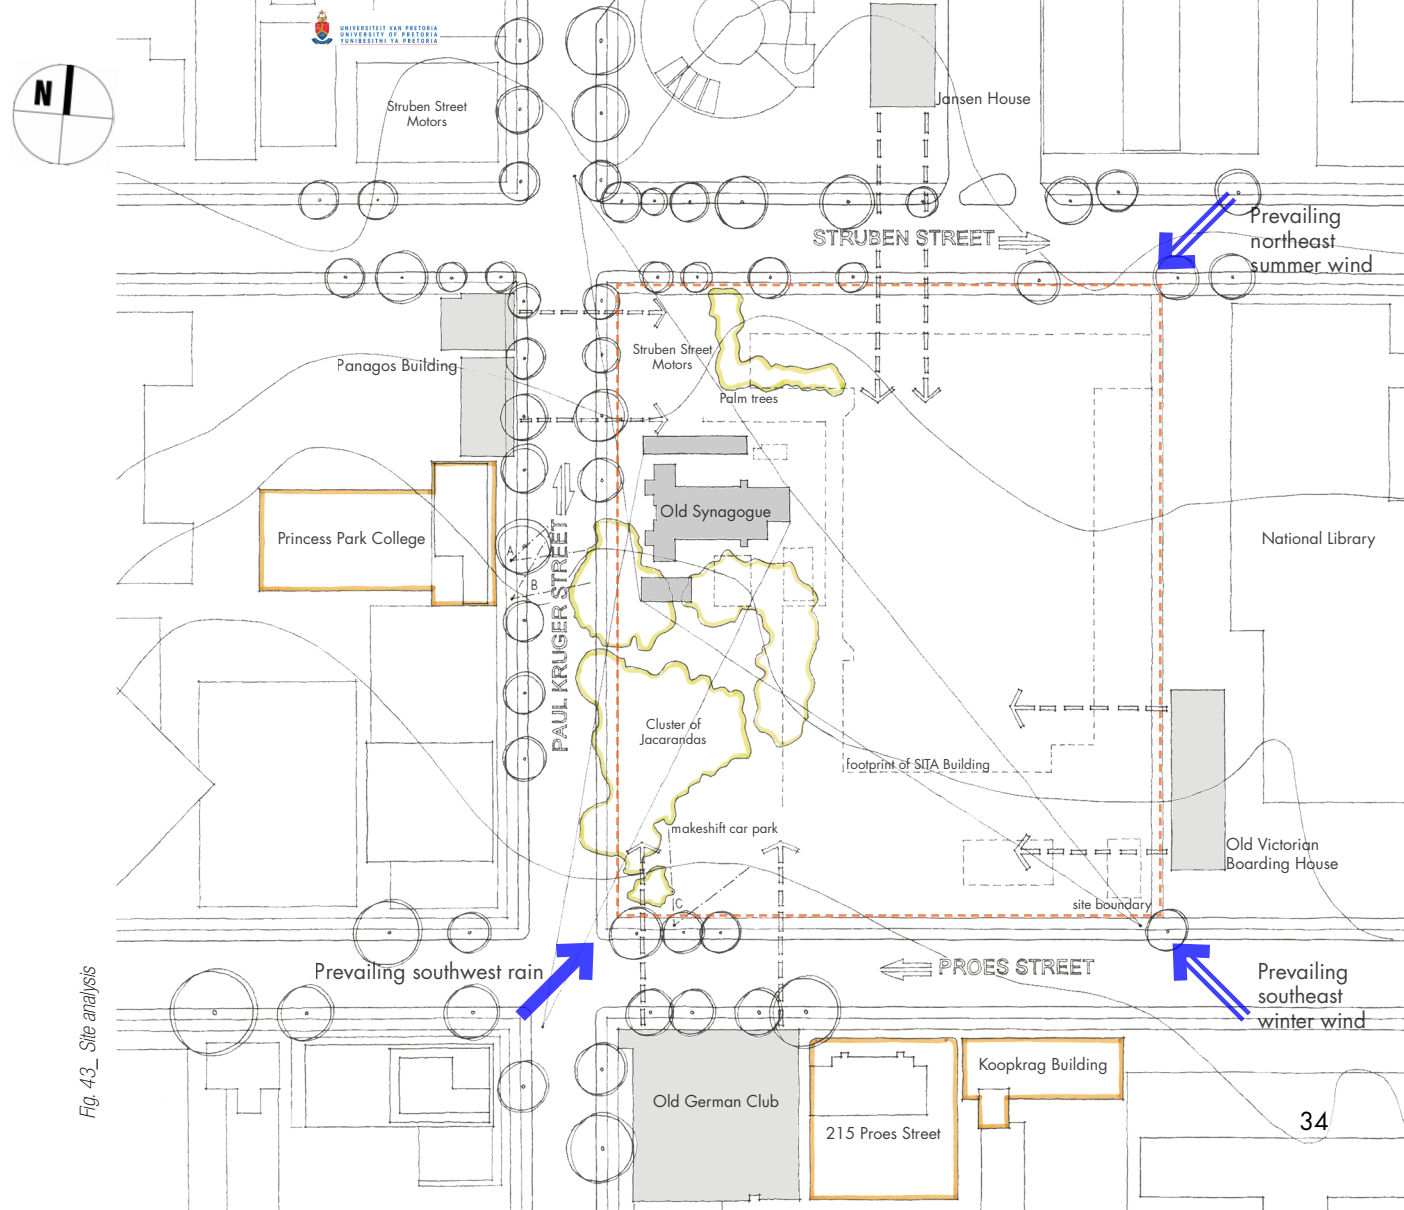 UNIVERSITEIT VAN PRETORIA
UNIVERSITY OF PRETORIA
YUNIBESITHI YA PRETORIA
N
Struben Street
Motors
Jansen House
STRUBEN STREET
Prevailing
northeast
summer wind
Panagos Building
Struben Street
Motors
Palm trees
Princess Park College
Old Synagogue
National Library
A
B
PAUL KRUGER STREET
Cluster of
Jacarandas
footprint of SITA Building
makeshift car park
Old Victorian
Boarding House
C
site boundary
Prevailing southwest rain
PROES STREET
Prevailing
southeast
winter wind
Koopkrag Building
Old German Club
215 Proes Street
Fig. 43_ Site analysis
34